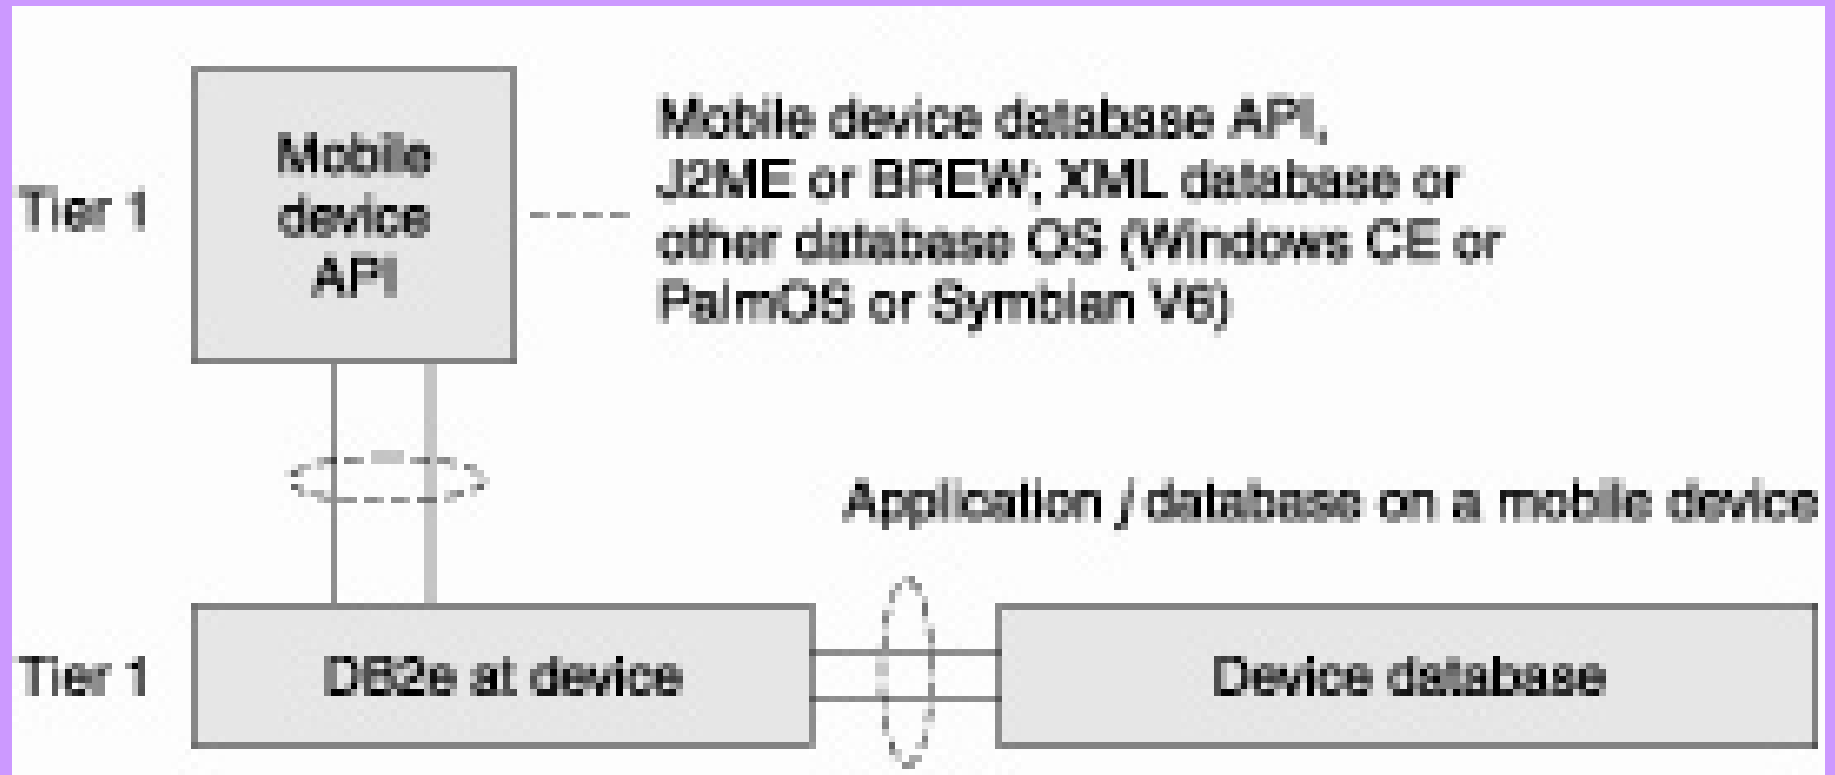 Mobile
device
API
Tier 1
Mobile device database API,
J2ME or BREW; XML database or
other database OS (Windows CE or
PalmOS or Symbian V6)
Application / database on a mobile device
Tier 1
DB2e at device
Device database